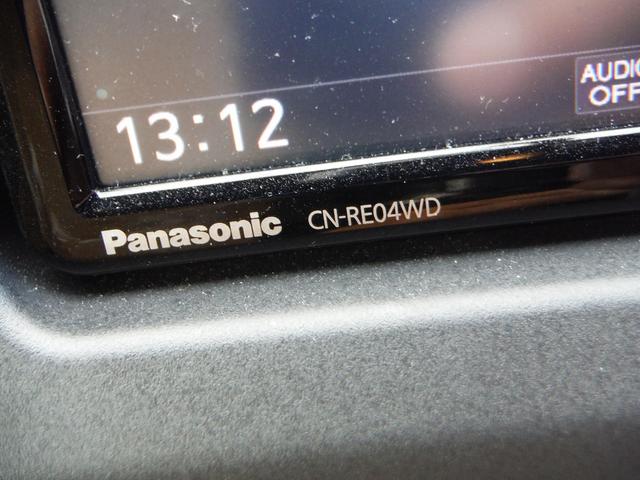 AUDIO
OFF
13:12
Panasonic CN-RE04WD